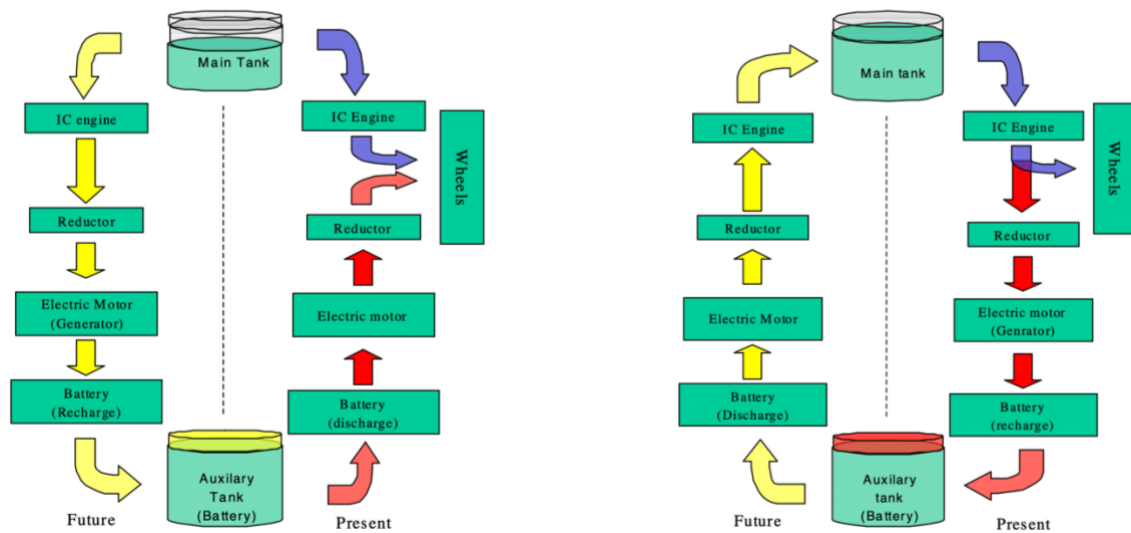 Main Tank
IC engine
Reductor
Electric Motor
(Generator)
Battery
(Recharge)
Auxilary
Tank
(Battery)
Future
IC Engine
Wheels
Reductor
Electric motor
Battery
(discharge)
Present
Main tank
IC Engine
Reductor
Electric Motor
Battery
(Discharge)
Auxilary
tank
(Battery)
Future
IC Engine
Wheels
Reductor
Electric motor
(Genrator)
Battery
(recharge)
Present